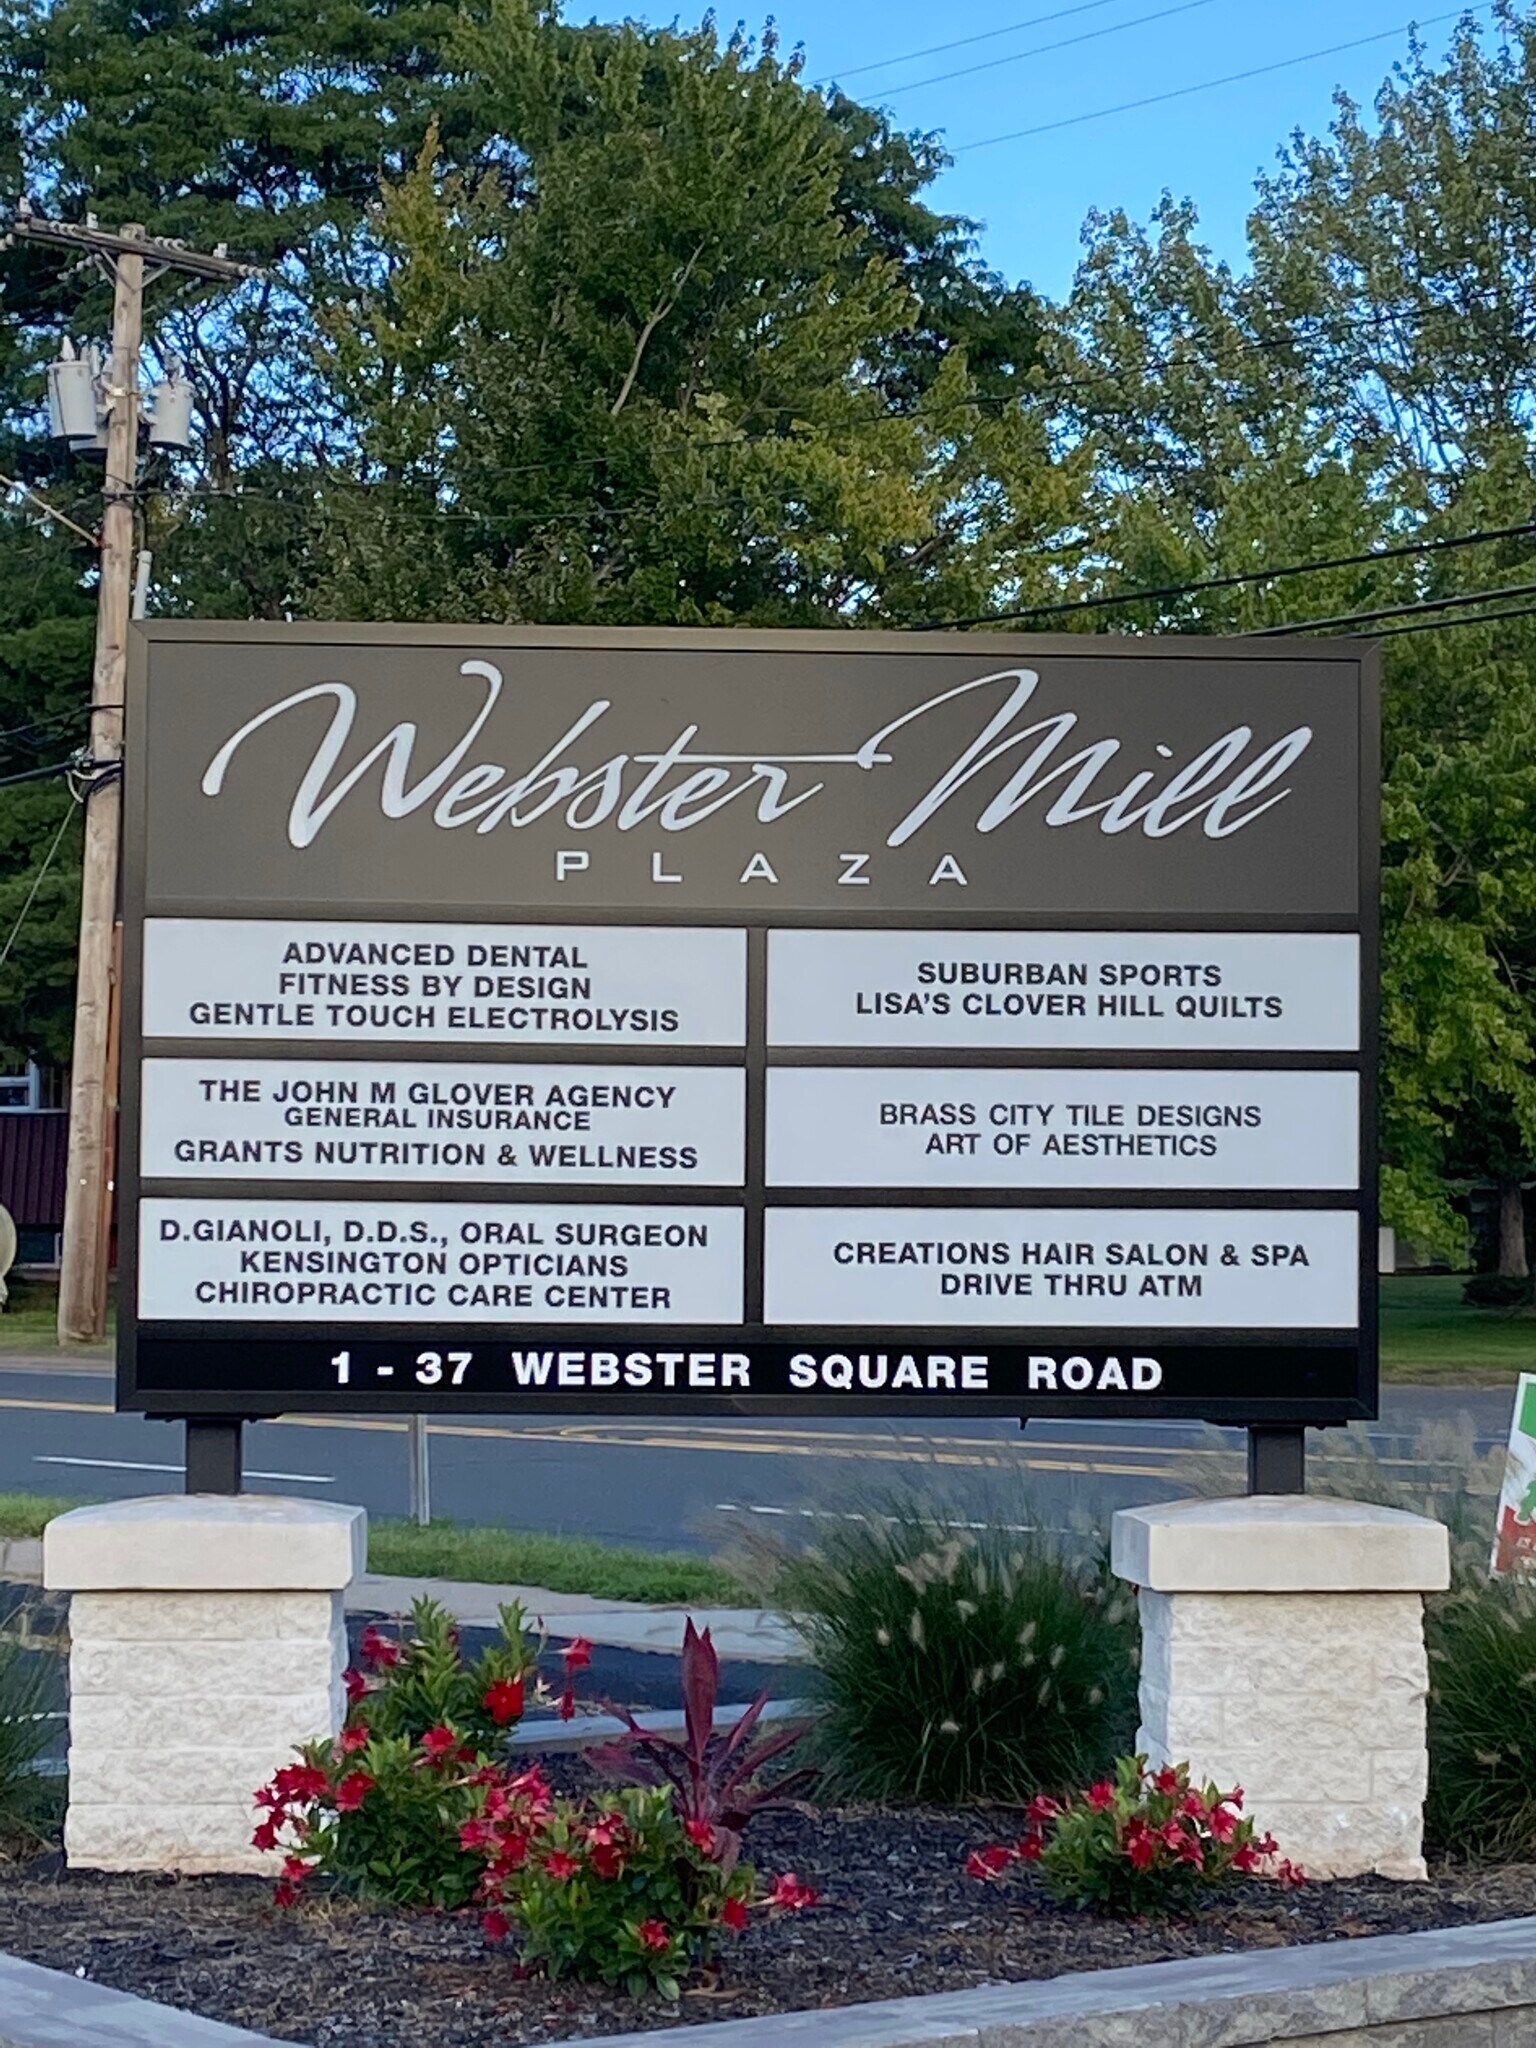 Webster Mill
PLAZA
ADVANCED DENTAL
FITNESS BY DESIGN
GENTLE TOUCH ELECTROLYSIS
SUBURBAN SPORTS
LISA'S CLOVER HILL QUILTS
THE JOHN M GLOVER AGENCY
GENERAL INSURANCE
GRANTS NUTRITION & WELLNESS
BRASS CITY TILE DESIGNS
ART OF AESTHETICS
D.GIANOLI, D.D.S., ORAL SURGEON
KENSINGTON OPTICIANS
CHIROPRACTIC CARE CENTER
CREATIONS HAIR SALON & SPA
DRIVE THRU ATM
1 - 37 WEBSTER SQUARE ROAD